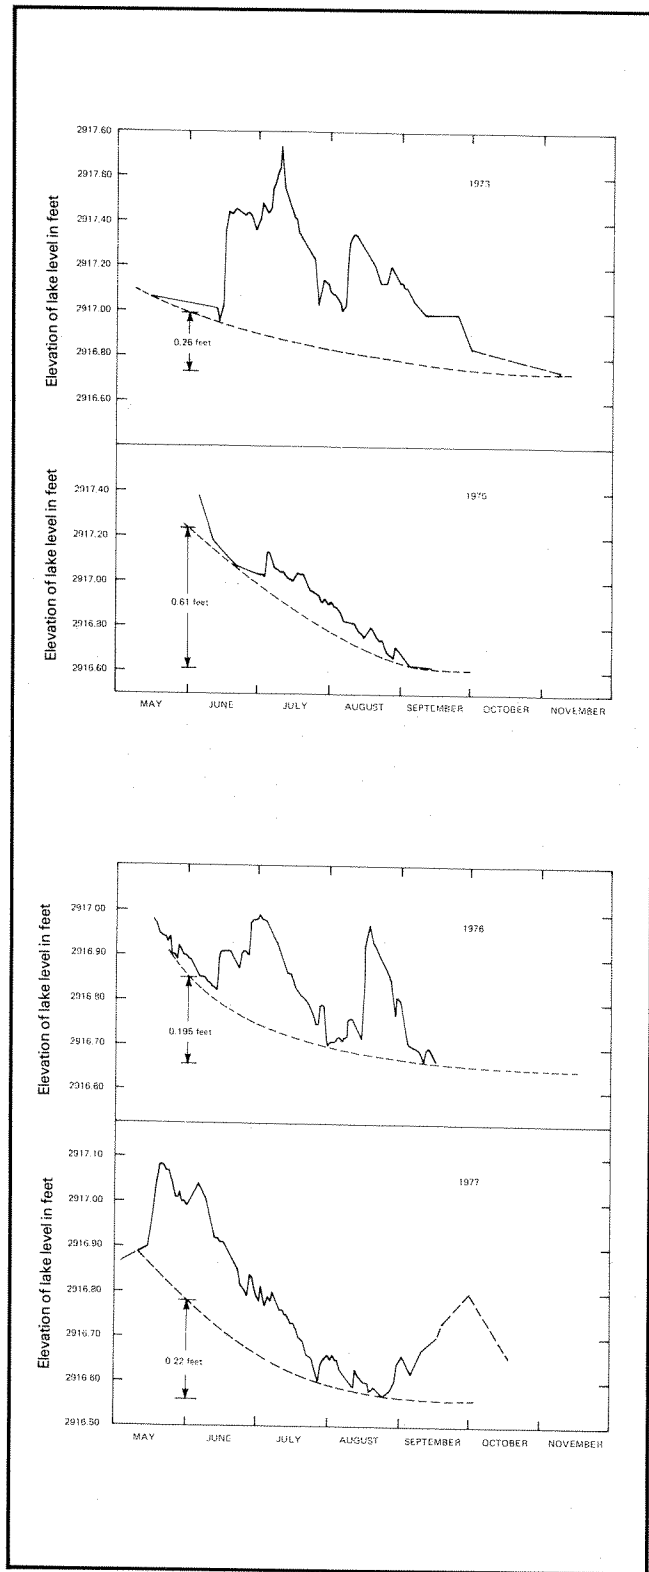 Elevation of lake level in feet
2917.60
2917.60
2917.40
2917.20
2917.00
2916.80
2916.60
1973
0.26 feet
Elevation of lake level in feet
2917.40
2917.20
2917.00
2916.80
2916.60
1975
0.61 feet
MAY JUNE JULY AUGUST SEPTEMBER OCTOBER NOVEMBER
Elevation of lake level in feet
2917.00
2916.90
2916.80
2916.70
2916.60
1976
0.195 feet
Elevation of lake level in feet
2917.10
2917.00
2916.90
2916.80
2916.70
2916.60
2916.50
1977
0.22 feet
MAY JUNE JULY AUGUST SEPTEMBER OCTOBER NOVEMBER